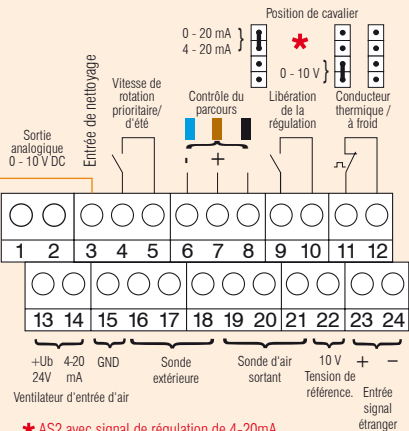 Position de cavalier
0 - 20 mA
4 - 20 mA
*
0 - 10 V
Entrée de nettoyage
Vitesse de
rotation
prioritaire/
d'été
Contrôle du
parcours
Libération
de la
régulation
Conducteur
thermique /
à froid
Sortie
analogique
0 - 10 V DC
- +
1 2 3 4 5 6 7 8 9 10 11 12
13 14 15 16 17 18 19 20 21 22 23 24
+Ub
24V
4-20
mA
GND
Sonde
extérieure
Sonde d'air
sortant
10 V
Tension de
référence.
+ −
Entrée
signal
étranger
Ventilateur d'entrée d'air
* AS2 avec signal de régulation de 4-20mA